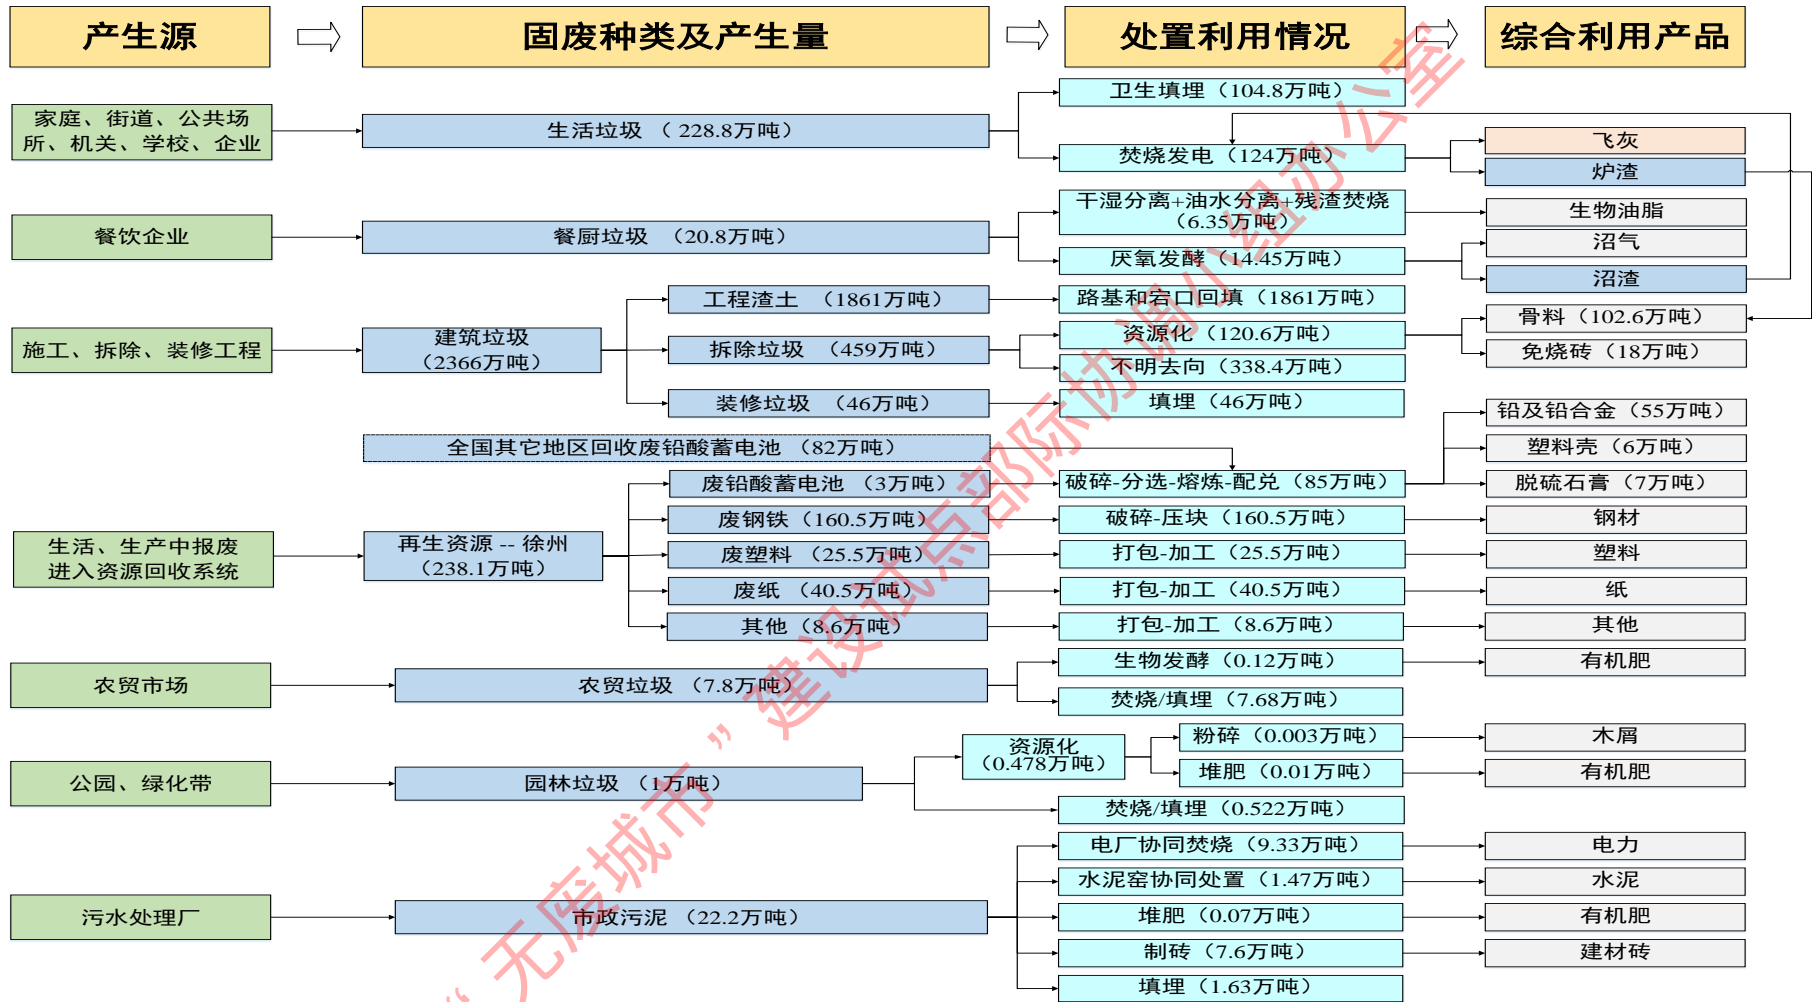 产生源
固废种类及产生量
处置利用情况
综合利用产品
家庭、街道、公共场
所、机关、学校、企业
生活垃圾 （ 228.8万吨）
卫生填埋（104.8万吨）
焚烧发电（124万吨）
飞灰
炉渣
餐饮企业
餐厨垃圾 （20.8万吨）
干湿分离+油水分离+残渣焚烧
（6.35万吨）
生物油脂
厌氧发酵（14.45万吨）
沼气
沼渣
施工、拆除、装修工程
建筑垃圾
（2366万吨）
工程渣土 （1861万吨）
路基和宕口回填（1861万吨）
拆除垃圾 （459万吨）
资源化（120.6万吨）
骨料（102.6万吨）
免烧砖（18万吨）
不明去向（338.4万吨）
装修垃圾 （46万吨）
填埋（46万吨）
全国其它地区回收废铅酸蓄电池 （82万吨）
生活、生产中报废
进入资源回收系统
再生资源 -- 徐州
（238.1万吨）
废铅酸蓄电池（3万吨）
破碎-分选-熔炼-配兑（85万吨）
铅及铅合金（55万吨）
塑料壳（6万吨）
脱硫石膏（7万吨）
废钢铁（160.5万吨）
破碎-压块（160.5万吨）
钢材
废塑料 （25.5万吨）
打包-加工（25.5万吨）
塑料
废纸（40.5万吨）
打包-加工（40.5万吨）
纸
其他（8.6万吨）
打包-加工（8.6万吨）
其他
农贸市场
农贸垃圾 （7.8万吨）
生物发酵（0.12万吨）
有机肥
焚烧/填埋（7.68万吨）
公园、绿化带
园林垃圾 （1万吨）
资源化
（0.478万吨）
粉碎（0.003万吨）
木屑
堆肥（0.01万吨）
有机肥
焚烧/填埋（0.522万吨）
污水处理厂
市政污泥 （22.2万吨）
电厂协同焚烧（9.33万吨）
电力
水泥窑协同处置（1.47万吨）
水泥
堆肥（0.07万吨）
有机肥
制砖（7.6万吨）
建材砖
填埋（1.63万吨）
“无废城市”建设试点部际协调小组办公室